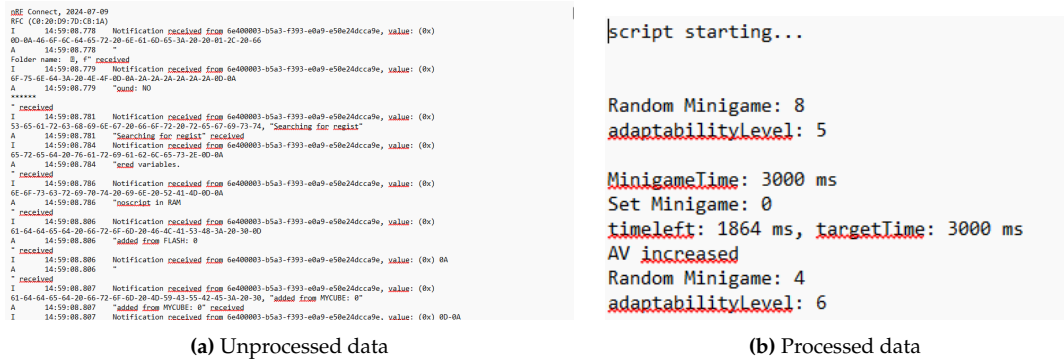 nRF Connect, 2024-07-09
RFC (C0:20:D9:7D:CB:1A)
I 14:59:08.778 Notification received from 6e400003-b5a3-f393-e0a9-e50e24dcca9e, value: (0x)
0D-0A-46-6F-6C-64-65-72-20-6E-61-6D-65-3A-20-20-01-2C-20-66
A 14:59:08.778 "
Folder name: , f" received
I 14:59:08.779 Notification received from 6e400003-b5a3-f393-e0a9-e50e24dcca9e, value: (0x)
6F-75-6E-64-3A-20-4E-4F-0D-0A-2A-2A-2A-2A-2A-2A-0D-0A
A 14:59:08.779 "ound: NO
******
" received
I 14:59:08.781 Notification received from 6e400003-b5a3-f393-e0a9-e50e24dcca9e, value: (0x)
53-65-61-72-63-68-69-6E-67-20-66-6F-72-20-72-65-67-69-73-74, "Searching for regist"
A 14:59:08.781 "Searching for regist" received
I 14:59:08.784 Notification received from 6e400003-b5a3-f393-e0a9-e50e24dcca9e, value: (0x)
65-72-65-64-20-76-61-72-69-61-62-6C-65-73-2E-0D-0A
A 14:59:08.784 "ered variables.
" received
I 14:59:08.786 Notification received from 6e400003-b5a3-f393-e0a9-e50e24dcca9e, value: (0x)
6E-6F-73-63-72-69-70-74-20-69-6E-20-52-41-4D-0D-0A
A 14:59:08.786 "noscript in RAM
" received
I 14:59:08.806 Notification received from 6e400003-b5a3-f393-e0a9-e50e24dcca9e, value: (0x)
61-64-64-65-64-20-66-72-6F-6D-20-46-4C-41-53-48-3A-20-30-0D
A 14:59:08.806 "added from FLASH: 0
" received
I 14:59:08.806 Notification received from 6e400003-b5a3-f393-e0a9-e50e24dcca9e, value: (0x) 0A
A 14:59:08.806 "
" received
I 14:59:08.807 Notification received from 6e400003-b5a3-f393-e0a9-e50e24dcca9e, value: (0x)
61-64-64-65-64-20-66-72-6F-6D-20-4D-59-43-55-42-45-3A-20-30, "added from MYCUBE: 0"
A 14:59:08.807 "added from MYCUBE: 0" received
I 14:59:08.807 Notification received from 6e400003-b5a3-f393-e0a9-e50e24dcca9e, value: (0x) 0D-0A
(a) Unprocessed data
script starting...
Random Minigame: 8
adaptabilityLevel: 5
MinigameTime: 3000 ms
Set Minigame: 0
timeleft: 1864 ms, targetTime: 3000 ms
AV increased
Random Minigame: 4
adaptabilityLevel: 6
(b) Processed data